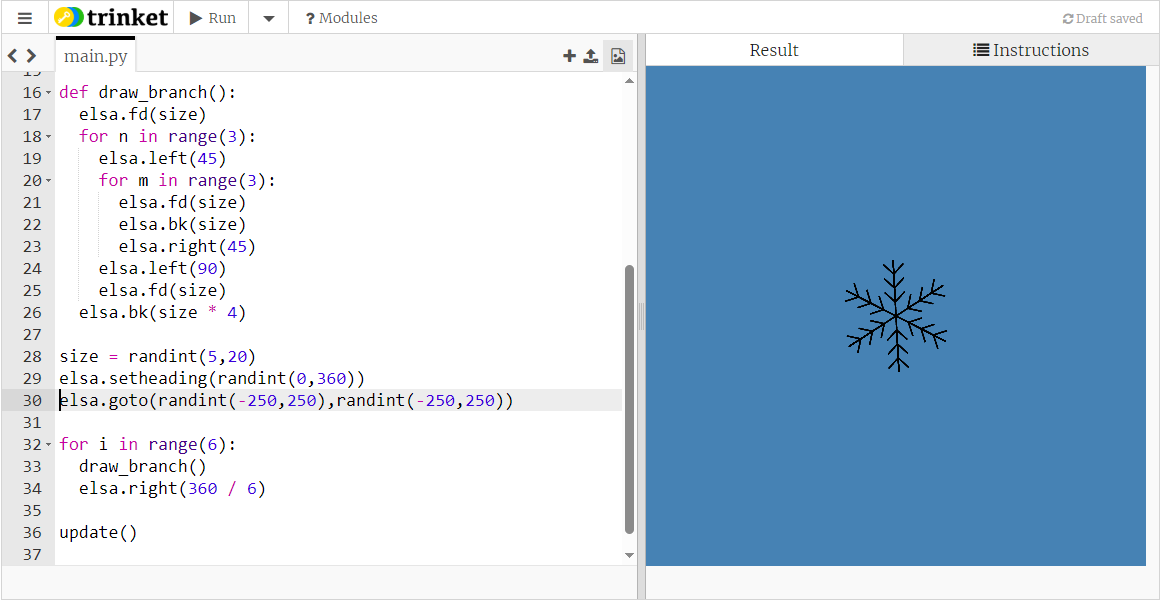 trinket
Run
? Modules
Draft saved
main.py
Result
Instructions
15
16 def draw_branch():
17 elsa.fd(size)
18 for n in range(3):
19 elsa.left(45)
20 for m in range(3):
21 elsa.fd(size)
22 elsa.bk(size)
23 elsa.right(45)
24 elsa.left(90)
25 elsa.fd(size)
26 elsa.bk(size * 4)
27
28 size = randint(5,20)
29 elsa.setheading(randint(0,360))
30 elsa.goto(randint(-250,250),randint(-250,250))
31
32 for i in range(6):
33 draw_branch()
34 elsa.right(360 / 6)
35
36 update()
37